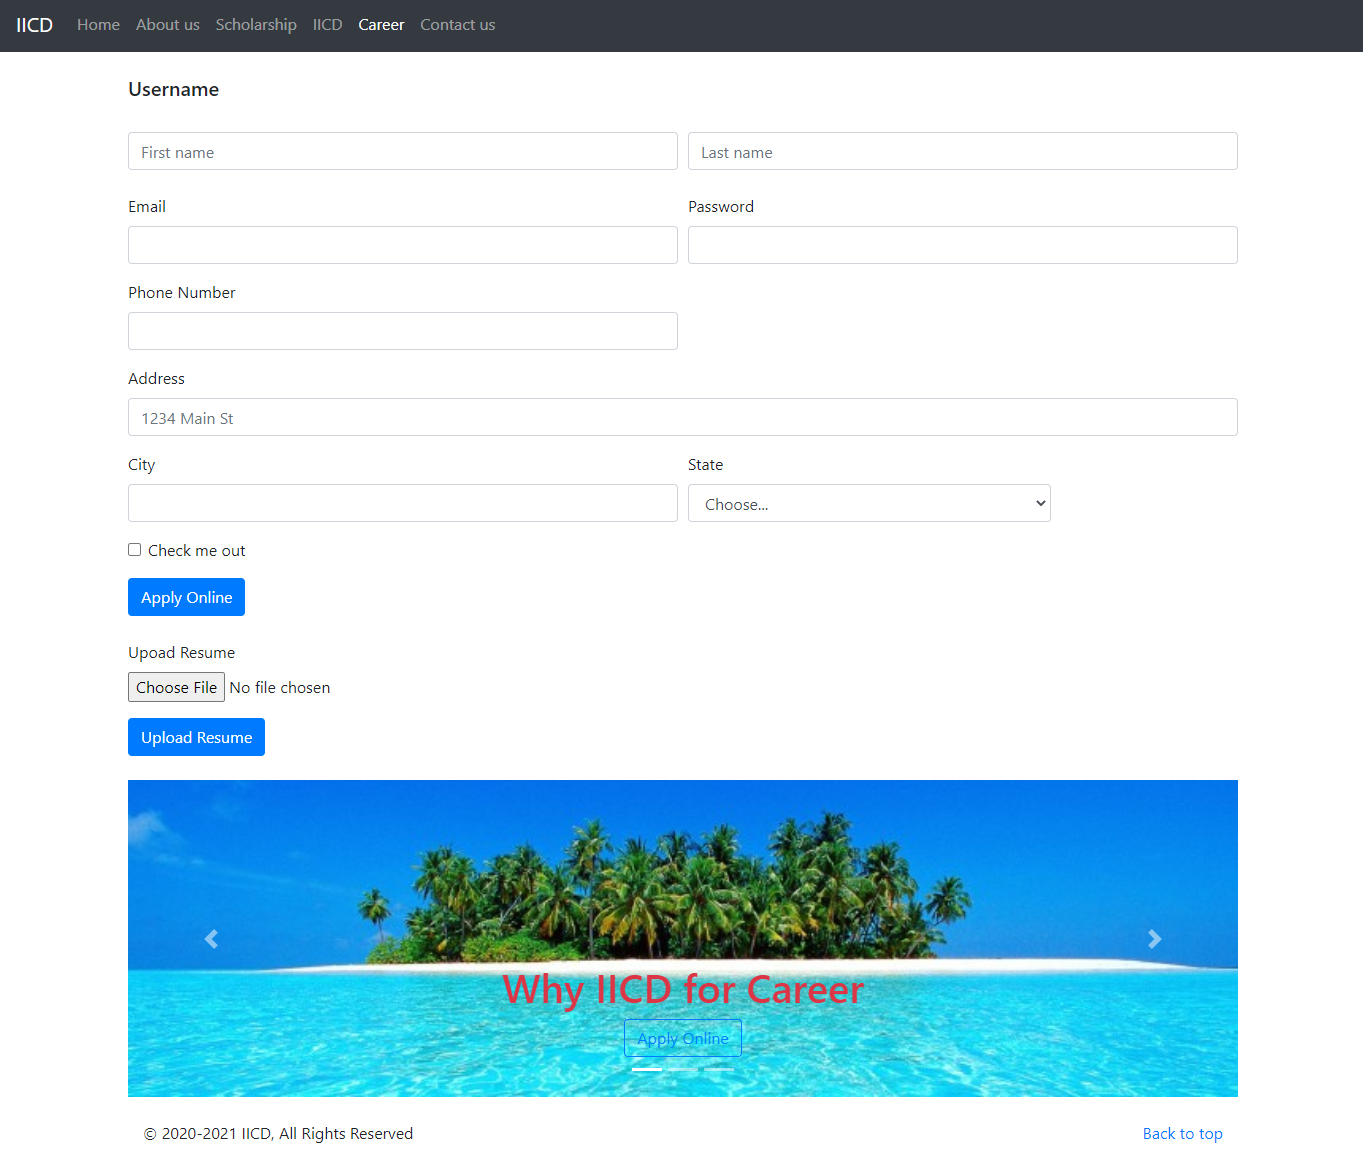 IICD Home About us Scholarship IICD Career Contact us
Username
First name Last name
Email Password
Phone Number
Address
1234 Main St
City State
Choose...
Check me out
Apply Online
Upoad Resume
Choose File No file chosen
Upload Resume
Why IICD for Career
Apply Online
© 2020-2021 IICD, All Rights Reserved Back to top